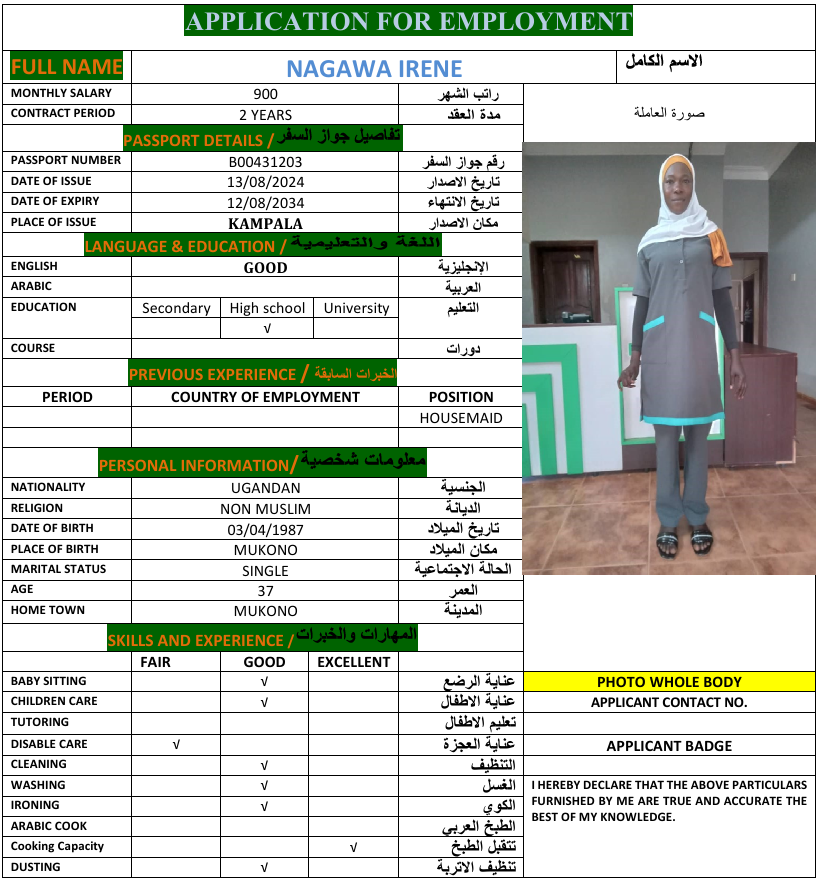 APPLICATION FOR EMPLOYMENT
FULL NAME NAGAWA IRENE الاسم الكامل
MONTHLY SALARY 900 راتب الشهر
CONTRACT PERIOD 2 YEARS مدة العقد
صورة العاملة
PASSPORT DETAILS / تفاصيل جواز السفر
PASSPORT NUMBER B00431203 رقم جواز السفر
DATE OF ISSUE 13/08/2024 تاريخ الاصدار
DATE OF EXPIRY 12/08/2034 تاريخ الانتهاء
PLACE OF ISSUE KAMPALA مكان الاصدار
LANGUAGE & EDUCATION / اللغة والتعليمية
ENGLISH GOOD الإنجليزية
ARABIC العربية
EDUCATION Secondary High school University التعليم
√
COURSE دورات
PREVIOUS EXPERIENCE / الخبرات السابقة
PERIOD COUNTRY OF EMPLOYMENT POSITION
HOUSEMAID
PERSONAL INFORMATION/ معلومات شخصية
NATIONALITY UGANDAN الجنسية
RELIGION NON MUSLIM الديانة
DATE OF BIRTH 03/04/1987 تاريخ الميلاد
PLACE OF BIRTH MUKONO مكان الميلاد
MARITAL STATUS SINGLE الحالة الاجتماعية
AGE 37 العمر
HOME TOWN MUKONO المدينة
SKILLS AND EXPERIENCE / المهارات والخبرات
FAIR GOOD EXCELLENT
BABY SITTING √ عناية الرضع
CHILDREN CARE √ عناية الاطفال
TUTORING تعليم الاطفال
DISABLE CARE √ عناية العجزة
CLEANING √ التنظيف
WASHING √ الغسل
IRONING √ الكوي
ARABIC COOK الطبخ العربي
Cooking Capacity √ تتقبل الطبخ
DUSTING √ تنظيف الاتربة
PHOTO WHOLE BODY
APPLICANT CONTACT NO.
APPLICANT BADGE
I HEREBY DECLARE THAT THE ABOVE PARTICULARS
FURNISHED BY ME ARE TRUE AND ACCURATE THE
BEST OF MY KNOWLEDGE.